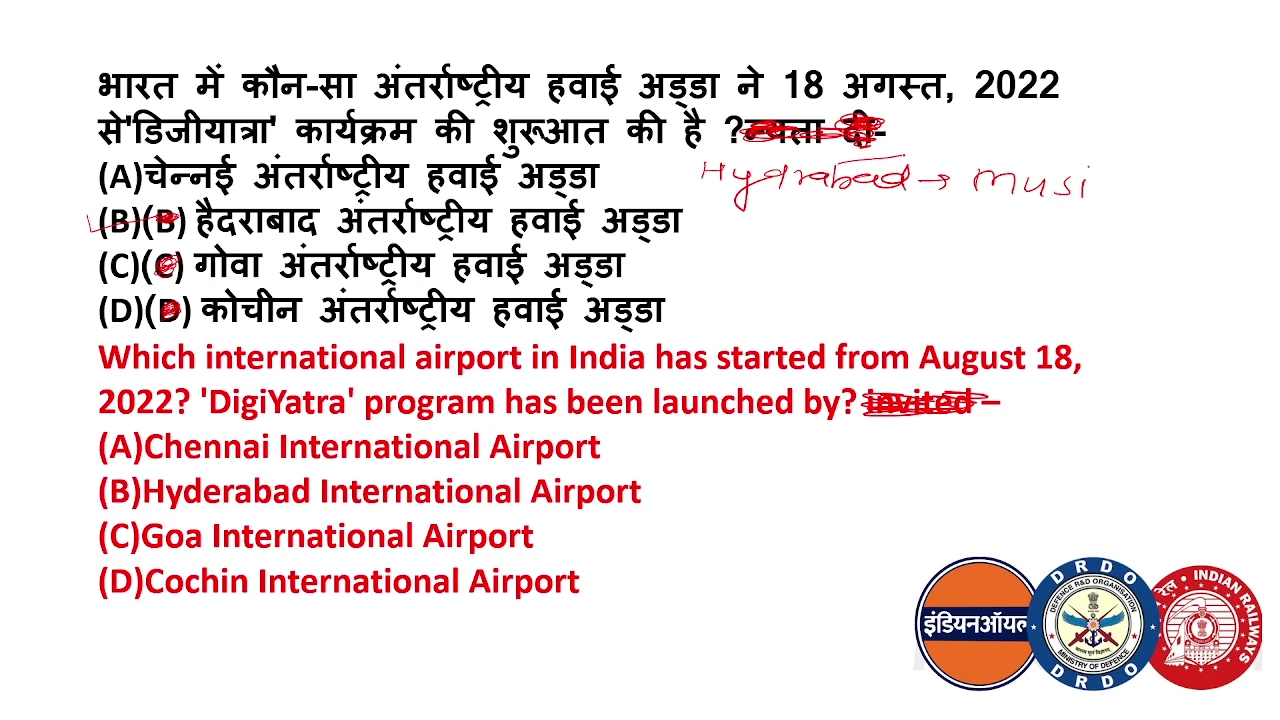 भारत में कौन-सा अंतर्राष्ट्रीय हवाई अड्डा ने 18 अगस्त, 2022
से'डिजीयात्रा' कार्यक्रम की शुरूआत की है ?न्यता दी-
(A)चेन्नई अंतर्राष्ट्रीय हवाई अड्डा
Hyderabad → musi
(B)(B) हैदराबाद अंतर्राष्ट्रीय हवाई अड्डा
(C)(C) गोवा अंतर्राष्ट्रीय हवाई अड्डा
(D)(D) कोचीन अंतर्राष्ट्रीय हवाई अड्डा
Which international airport in India has started from August 18,
2022? 'DigiYatra' program has been launched by? invited –
(A)Chennai International Airport
(B)Hyderabad International Airport
(C)Goa International Airport
(D)Cochin International Airport
इंडियनऑयल
DRDO
DEFENCE R&D ORGANISATION
MINISTRY OF DEFENCE
DRDO
रेल • INDIAN RAILWAYS